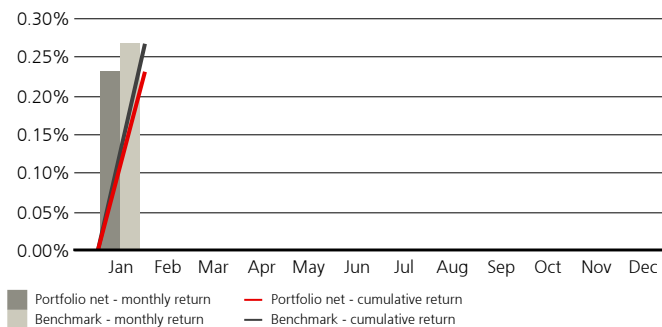 0.30%
0.25%
0.20%
0.15%
0.10%
0.05%
0.00%
Jan Feb Mar Apr May Jun Jul Aug Sep Oct Nov Dec
Portfolio net - monthly return Portfolio net - cumulative return
Benchmark - monthly return Benchmark - cumulative return